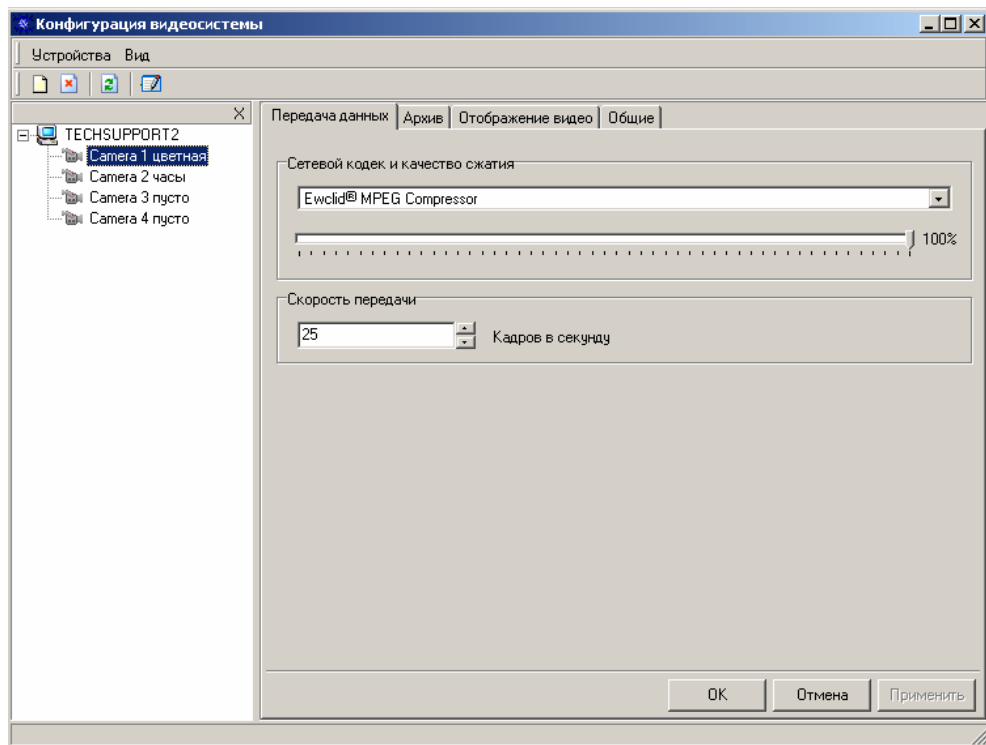 Конфигурация видеосистемы
Устройства Вид
TECHSUPPORT2
Camera 1 цветная
Camera 2 часы
Camera 3 пусто
Camera 4 пусто
Передача данных Архив Отображение видео Общие
Сетевой кодек и качество сжатия
Ewclid® MPEG Compressor
100%
Скорость передачи
25 Кадров в секунду
OK Отмена Применить